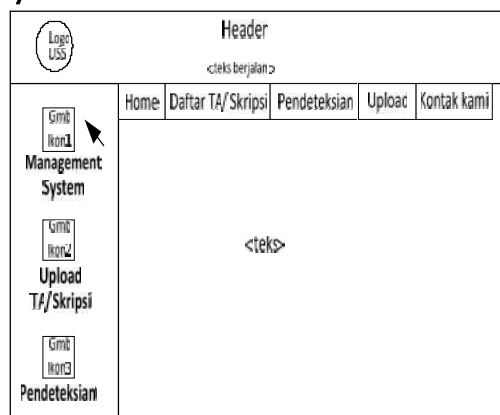 Logo
USS
Header
<teks berjalan>
Home Daftar TA/Skripsi Pendeteksian Upload Kontak kami
Gmb
Ikon1
Management
System
Gmb
Ikon2
Upload
TA/Skripsi
<teks>
Gmb
Ikon3
Pendeteksian